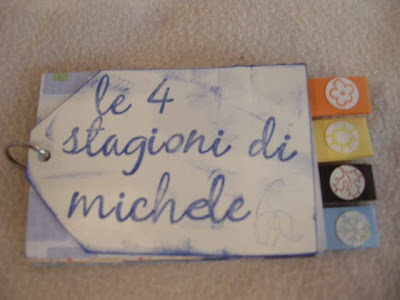 le 4
stagioni di
michele